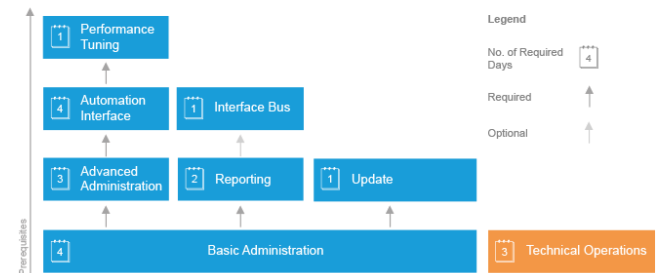 1 Performance
Tuning
4 Automation
Interface
1 Interface Bus
3 Advanced
Administration
2 Reporting
1 Update
4 Basic Administration
3 Technical Operations
Prerequisites
Legend
No. of Required
Days
4
Required
Optional